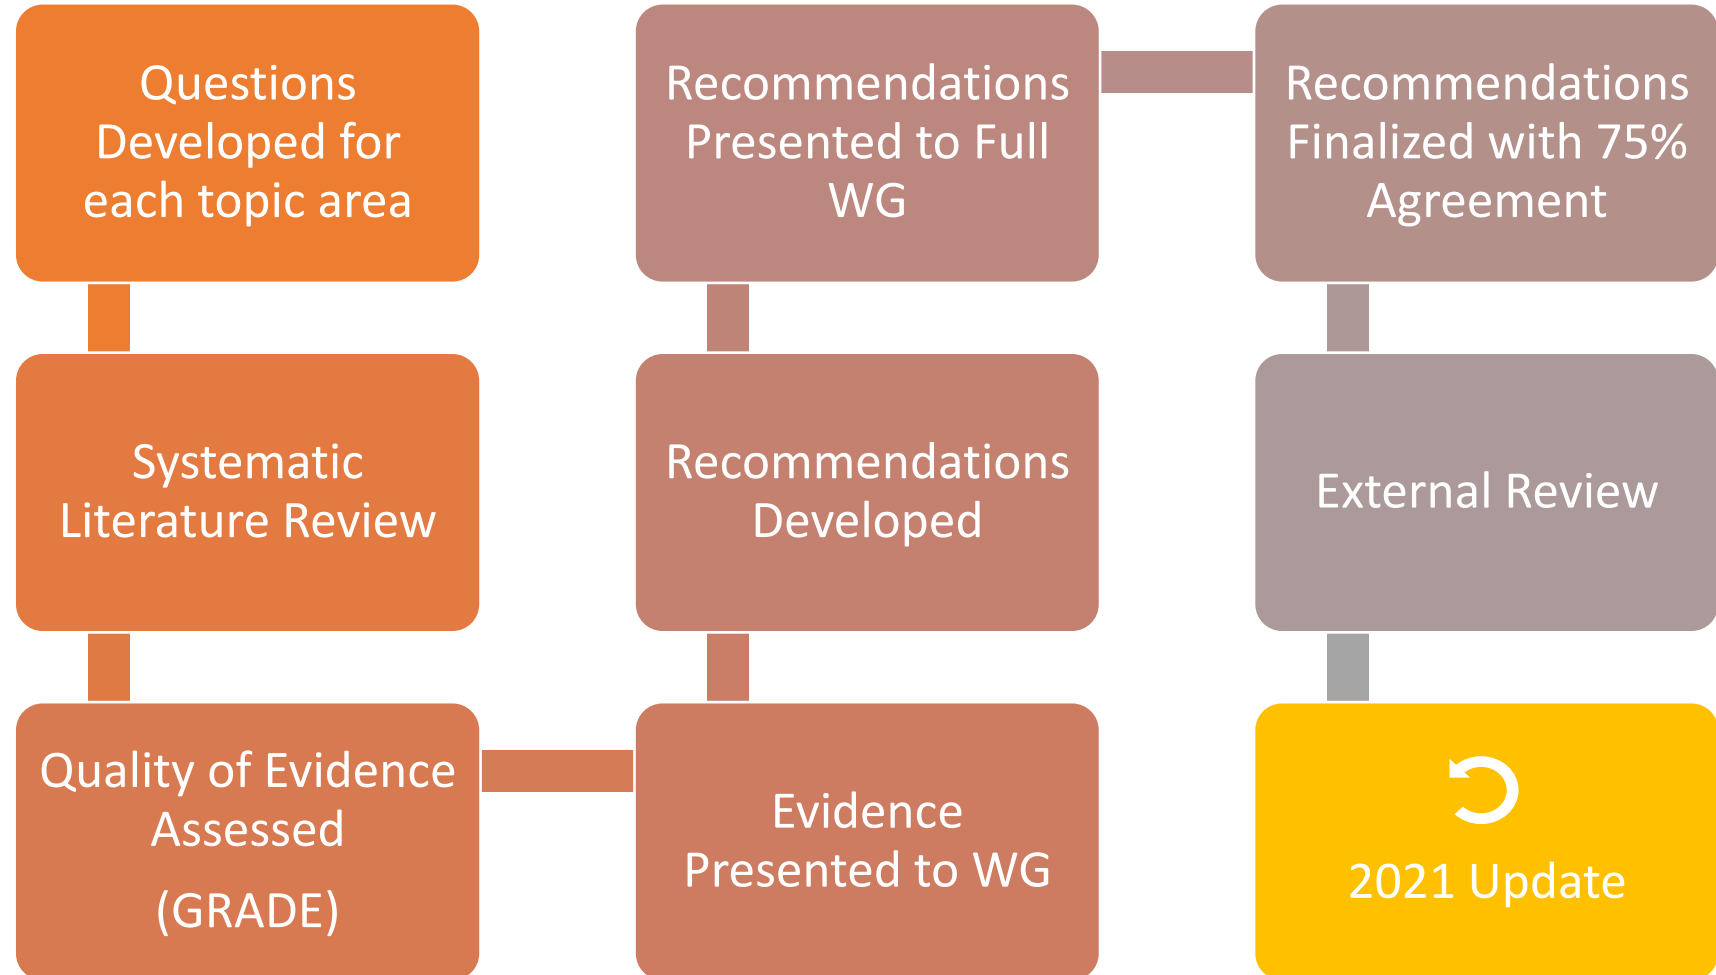 Questions
Developed for
each topic area
Systematic
Literature Review
Quality of Evidence
Assessed
(GRADE)
Evidence
Presented to WG
Recommendations
Developed
Recommendations
Presented to Full
WG
Recommendations
Finalized with 75%
Agreement
External Review
2021 Update